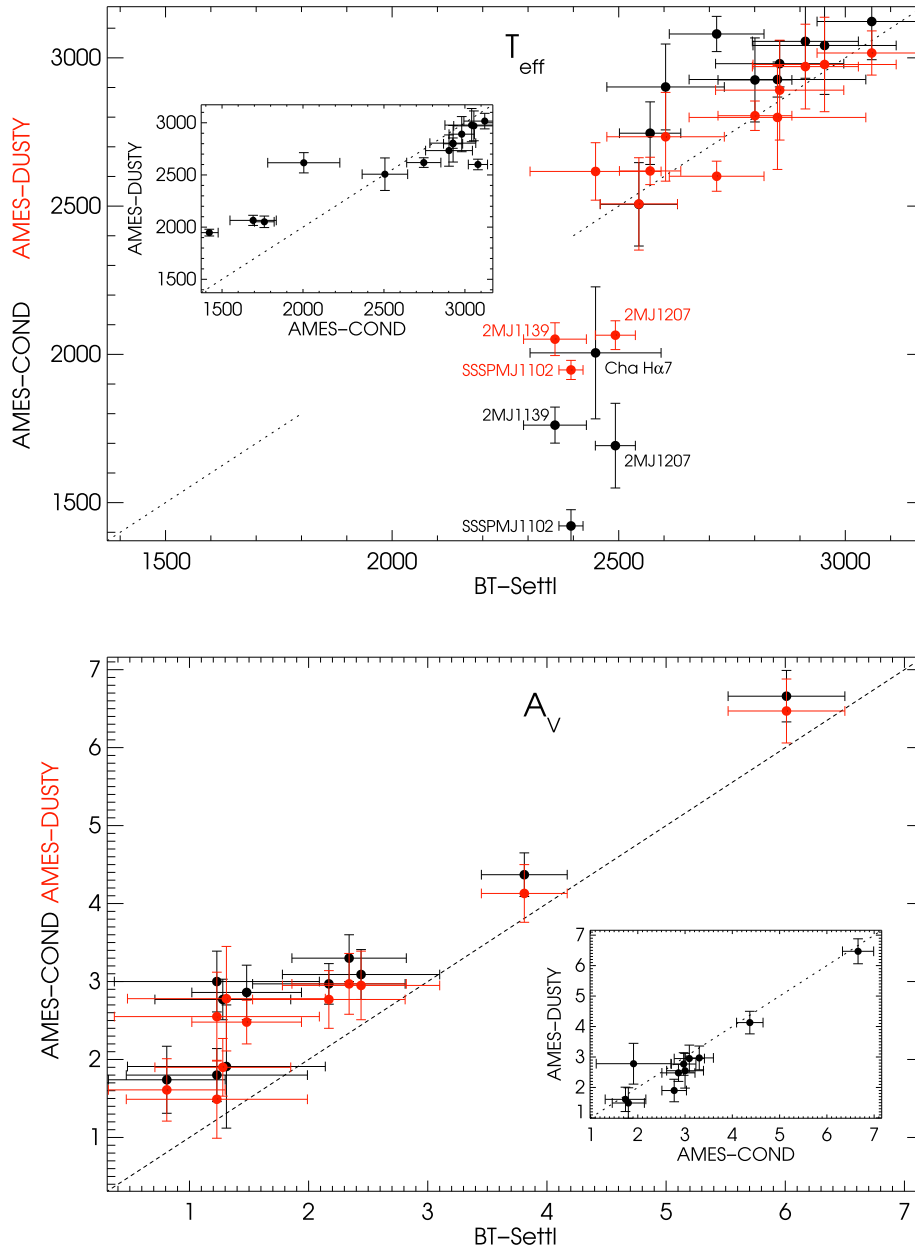 AMES−COND AMES−DUSTY
3000
2500
2000
1500
T_eff
AMES−DUSTY
3000
2500
2000
1500
1500 2000 2500 3000
AMES−COND
2MJ1139
2MJ1207
SSSPMJ1102
Cha Hα7
2MJ1139
2MJ1207
SSSPMJ1102
1500 2000 2500 3000
BT−Settl
AMES−COND AMES−DUSTY
7
6
5
4
3
2
1
A_V
AMES−DUSTY
7
6
5
4
3
2
1
1 2 3 4 5 6 7
AMES−COND
1 2 3 4 5 6 7
BT−Settl